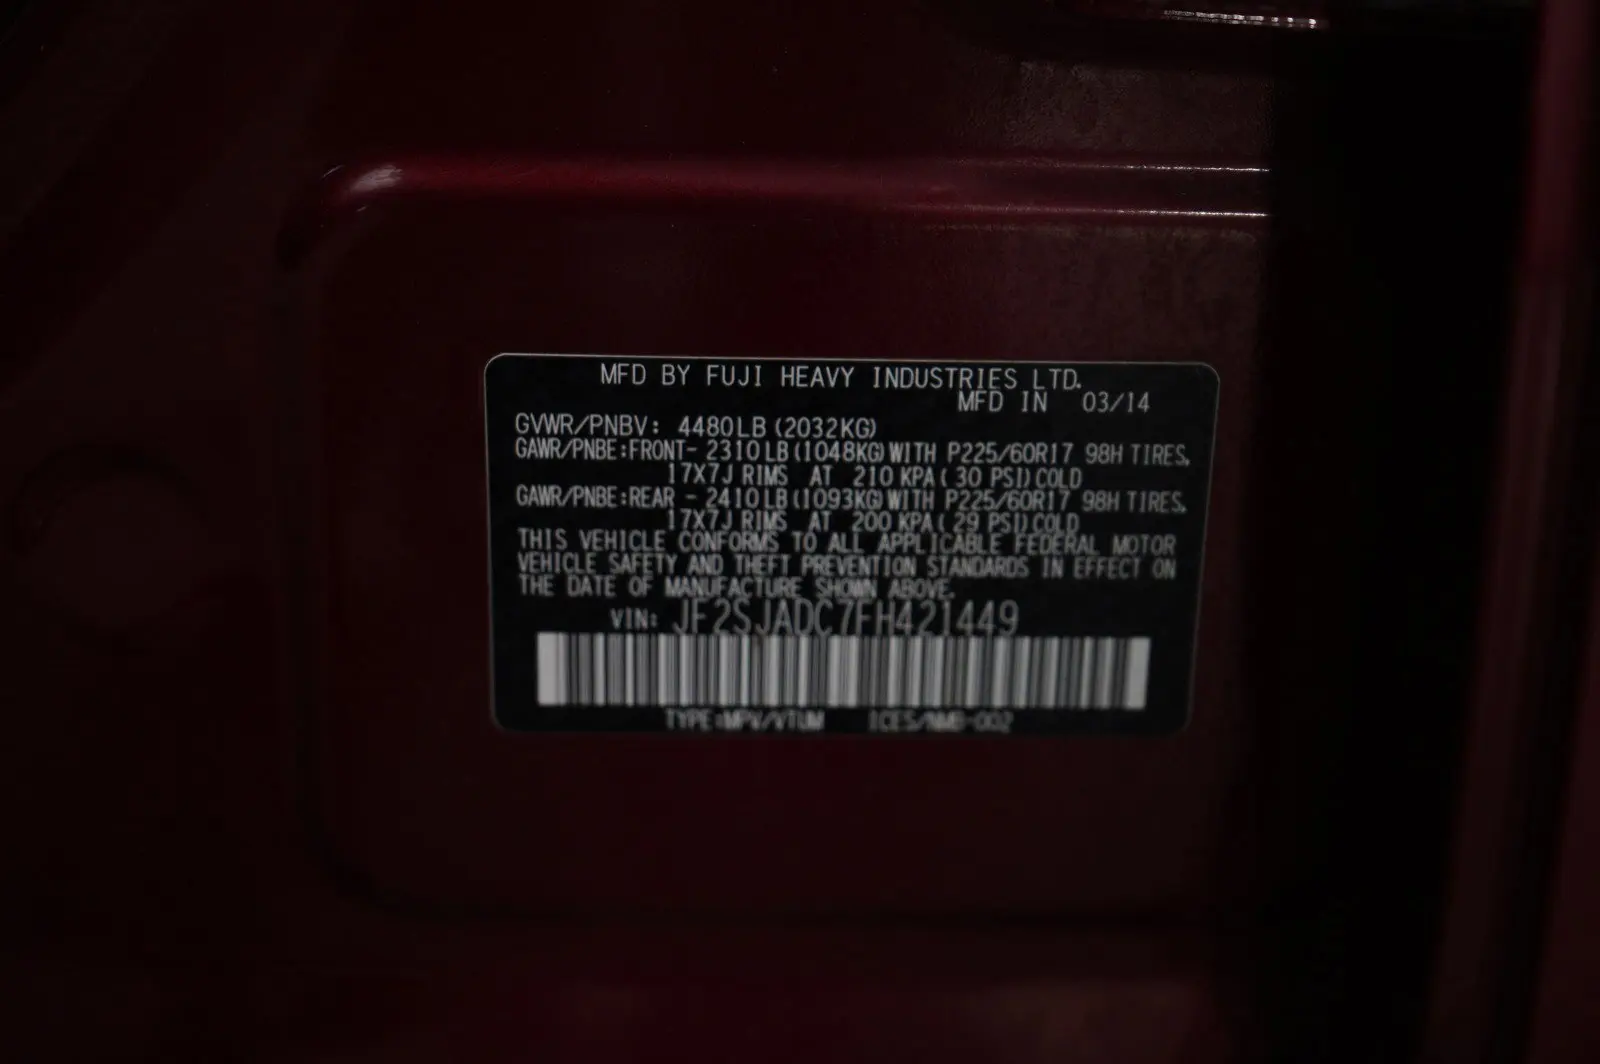 MFD BY FUJI HEAVY INDUSTRIES LTD.
MFD IN 03/14
GVWR/PNBV: 4480LB (2032KG)
GAWR/PNBE:FRONT- 2310 LB (1048KG) WITH P225/60R17 98H TIRES,
17X7J RIMS AT 210 KPA ( 30 PSI) COLD
GAWR/PNBE:REAR - 2410 LB (1093KG) WITH P225/60R17 98H TIRES,
17X7J RIMS AT 200 KPA ( 29 PSI) COLD
THIS VEHICLE CONFORMS TO ALL APPLICABLE FEDERAL MOTOR
VEHICLE SAFETY AND THEFT PREVENTION STANDARDS IN EFFECT ON
THE DATE OF MANUFACTURE SHOWN ABOVE.
VIN: JF2SJADC7FH421449
TYPE:MPV/VTUM ICES/NMB-002